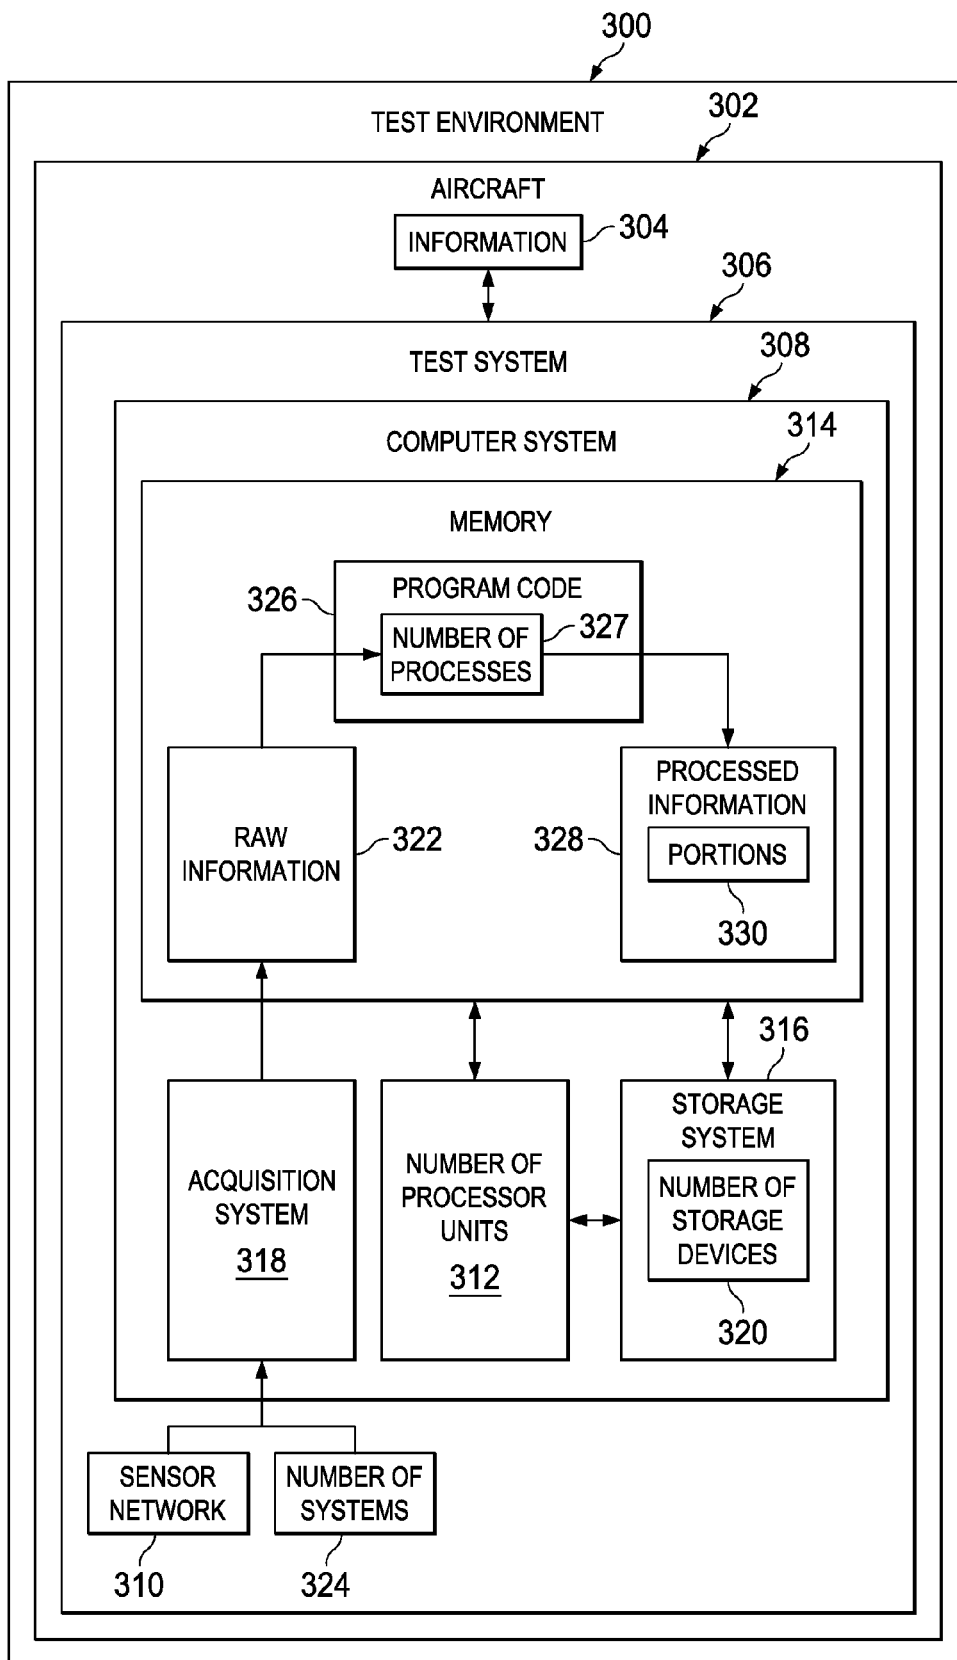 300
TEST ENVIRONMENT
302
AIRCRAFT
INFORMATION
304
306
TEST SYSTEM
308
COMPUTER SYSTEM
314
MEMORY
326
PROGRAM CODE
NUMBER OF
PROCESSES
327
RAW
INFORMATION
322
328
PROCESSED
INFORMATION
PORTIONS
330
316
ACQUISITION
SYSTEM
318
NUMBER OF
PROCESSOR
UNITS
312
STORAGE
SYSTEM
NUMBER OF
STORAGE
DEVICES
320
SENSOR
NETWORK
310
NUMBER OF
SYSTEMS
324